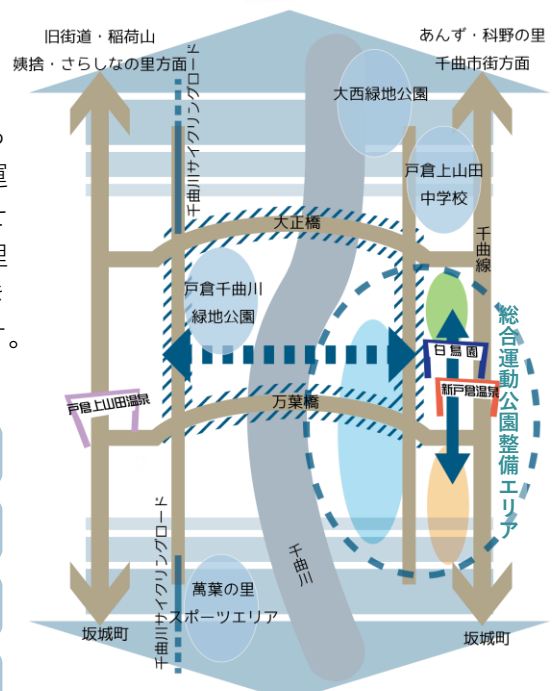 旧街道・稲荷山
姨捨・さらしなの里方面
あんず・科野の里
千曲市街方面
千曲川サイクリングロード
大西緑地公園
戸倉上山田
中学校
大正橋
千曲線
戸倉千曲川
緑地公園
総合運動公園整備エリア
白鳥園
新戸倉温泉
戸倉上山田温泉
万葉橋
千曲川
千曲川サイクリングロード
萬葉の里
スポーツエリア
坂城町
坂城町